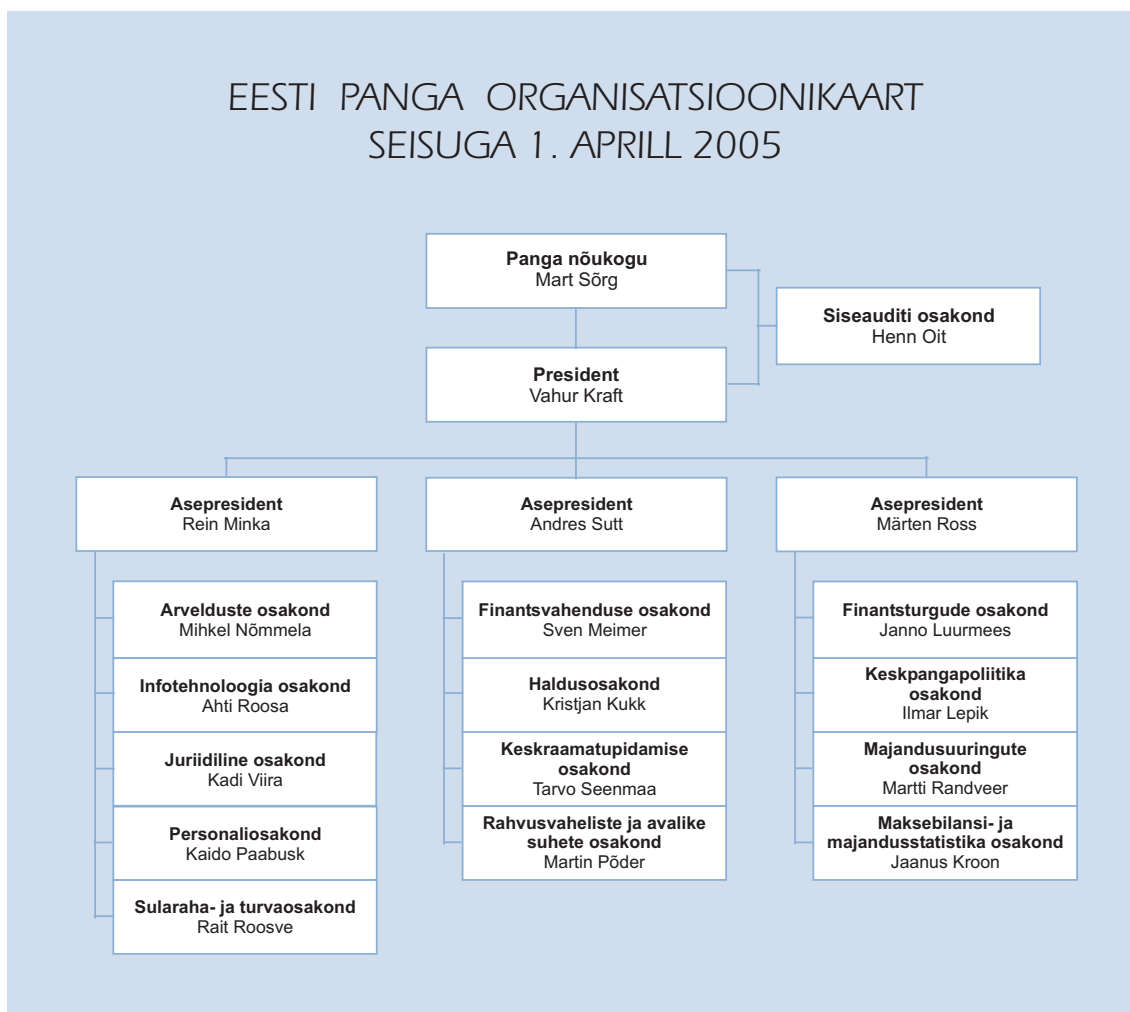 EESTI PANGA ORGANISATSIOONIKAART
SEISUGA 1. APRILL 2005
Panga nõukogu
Mart Sõrg
Siseauditi osakond
Henn Oit
President
Vahur Kraft
Asepresident
Rein Minka
Arvelduste osakond
Mihkel Nõmmela
Infotehnoloogia osakond
Ahti Roosa
Juriidiline osakond
Kadi Viira
Personaliosakond
Kaido Paabusk
Sularaha- ja turvaosakond
Rait Roosve
Asepresident
Andres Sutt
Finantsvahenduse osakond
Sven Meimer
Haldusosakond
Kristjan Kukk
Keskraamatupidamise
osakond
Tarvo Seenmaa
Rahvusvaheliste ja avalike
suhete osakond
Martin Põder
Asepresident
Märten Ross
Finantsturgude osakond
Janno Luurmees
Keskpangapoliitika
osakond
Ilmar Lepik
Majandusuuringute
osakond
Martti Randveer
Maksebilansi- ja
majandusstatistika osakond
Jaanus Kroon